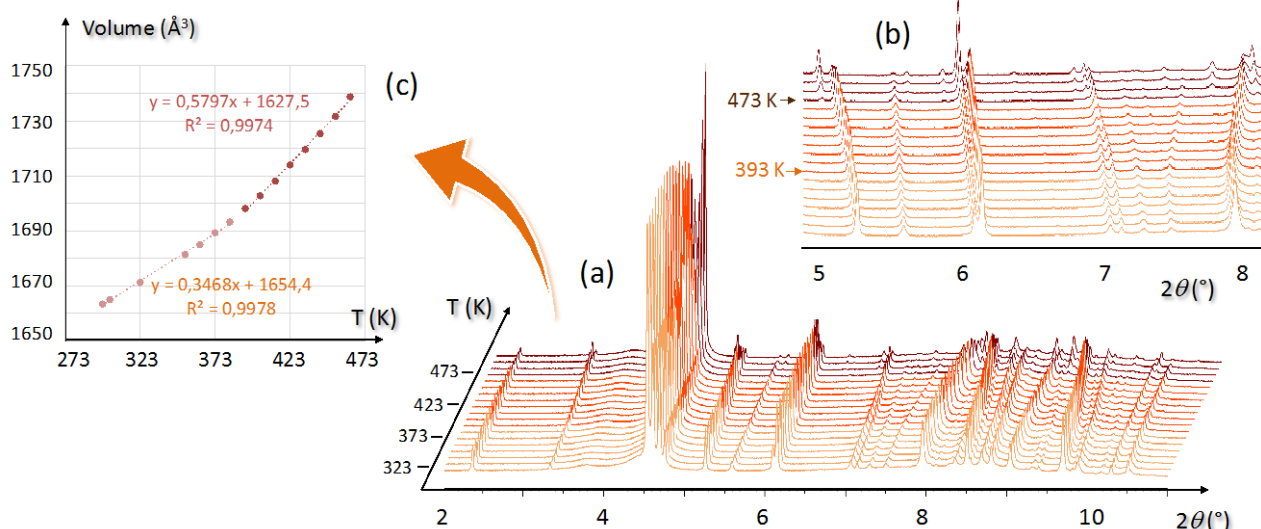 Volume (Å³)
1750
1730
1710
1690
1670
1650
y = 0,5797x + 1627,5
R² = 0,9974
y = 0,3468x + 1654,4
R² = 0,9978
T (K)
273 323 373 423 473
(c)
(b)
473 K
393 K
5 6 7 8
2θ(°)
(a)
T (K)
473
423
373
323
2 4 6 8 10
2θ(°)